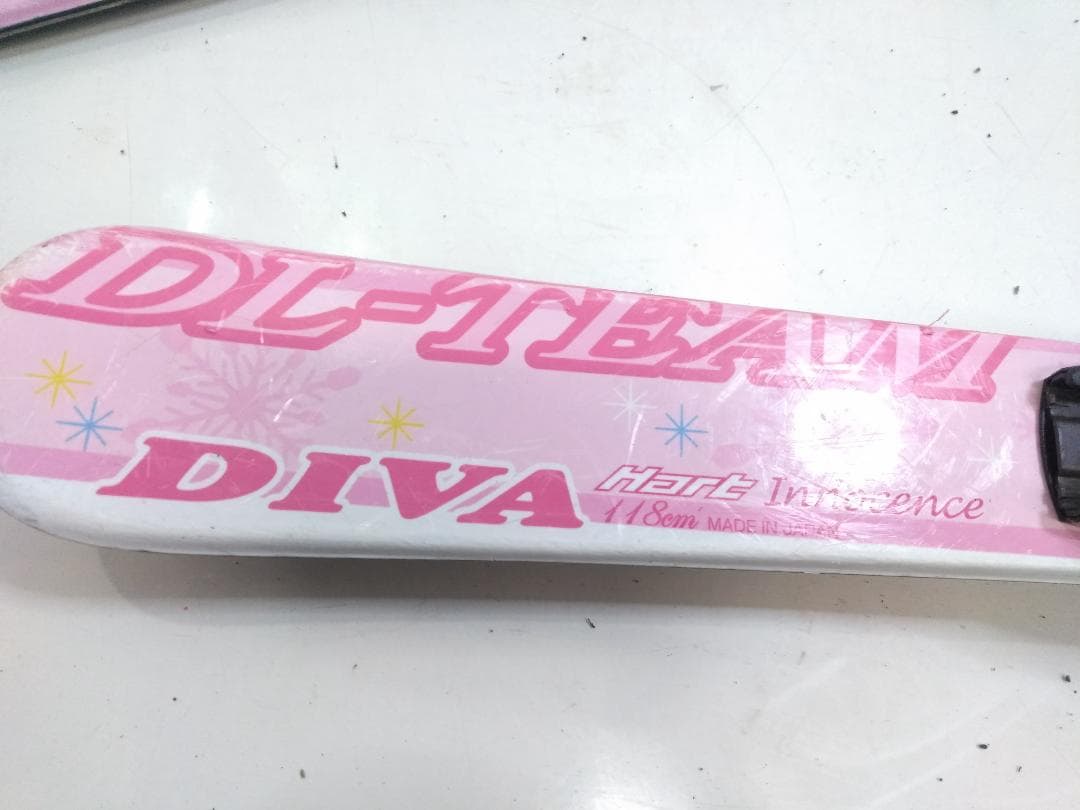 DL-TEAM
DIVA Hart Innocence
118cm MADE IN JAPAN